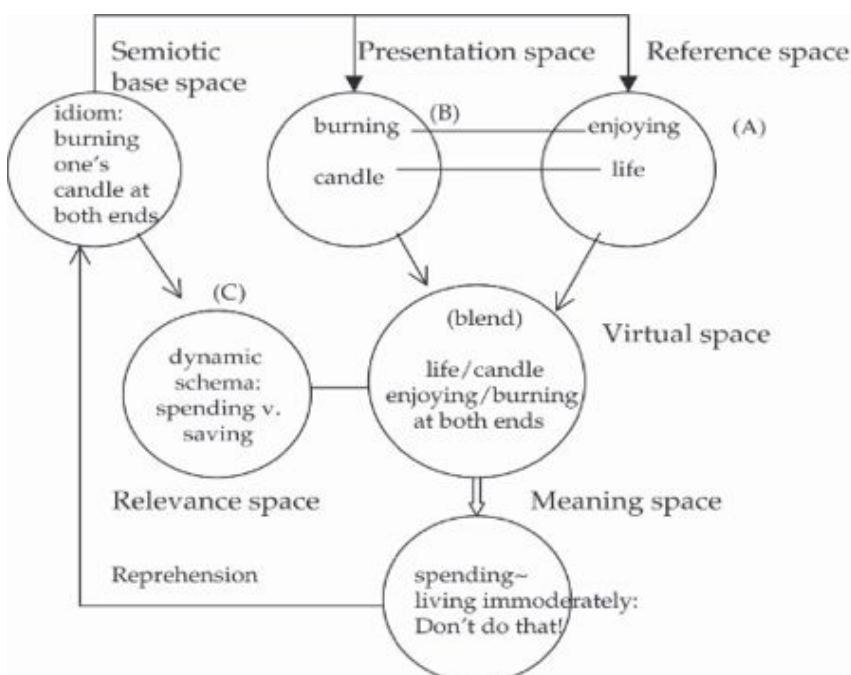 Semiotic
base space
Presentation space
Reference space
idiom:
burning
one's
candle at
both ends
burning
(B)
candle
enjoying
life
(A)
(C)
dynamic
schema:
spending v.
saving
(blend)
life/candle
enjoying/burning
at both ends
Virtual space
Relevance space
Meaning space
Reprehension
spending~
living immoderately:
Don't do that!